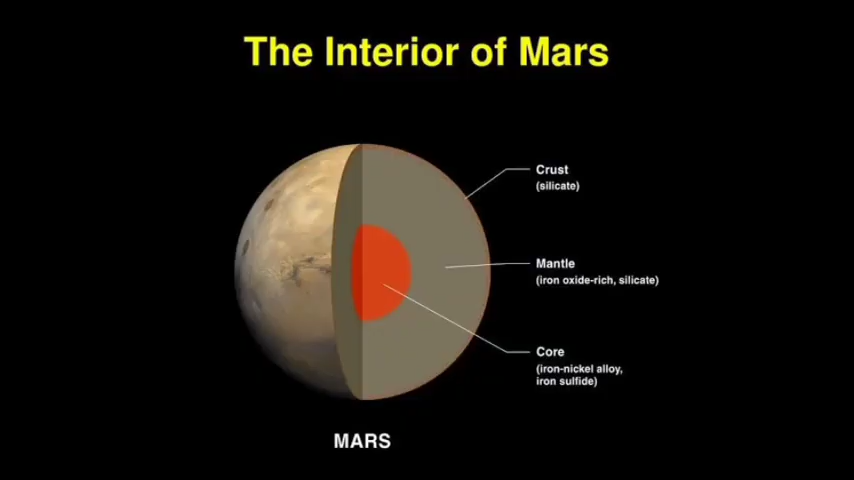 The Interior of Mars
Crust
(silicate)
Mantle
(iron oxide-rich, silicate)
Core
(iron-nickel alloy,
iron sulfide)
MARS